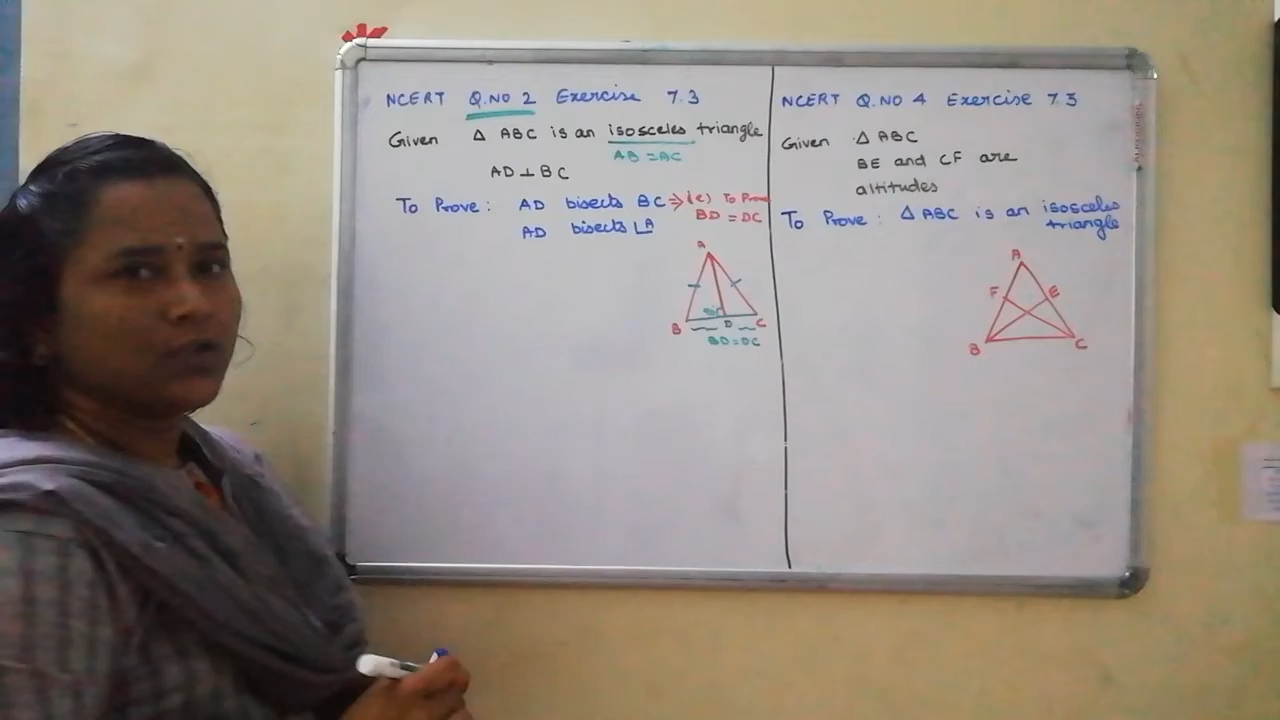 NCERT Q.NO 2 Exercise 7.3
Given Δ ABC is an isosceles triangle
AB = AC
AD ⊥ BC
To Prove : AD bisects BC ⇒ (e) To Prove
BD = DC
AD bisects ∠A
A
90°
B D C
BD = DC
NCERT Q.NO 4 Exercise 7.3
Given Δ ABC
BE and CF are
altitudes
To Prove : Δ ABC is an isosceles
triangle
A
F E
B C